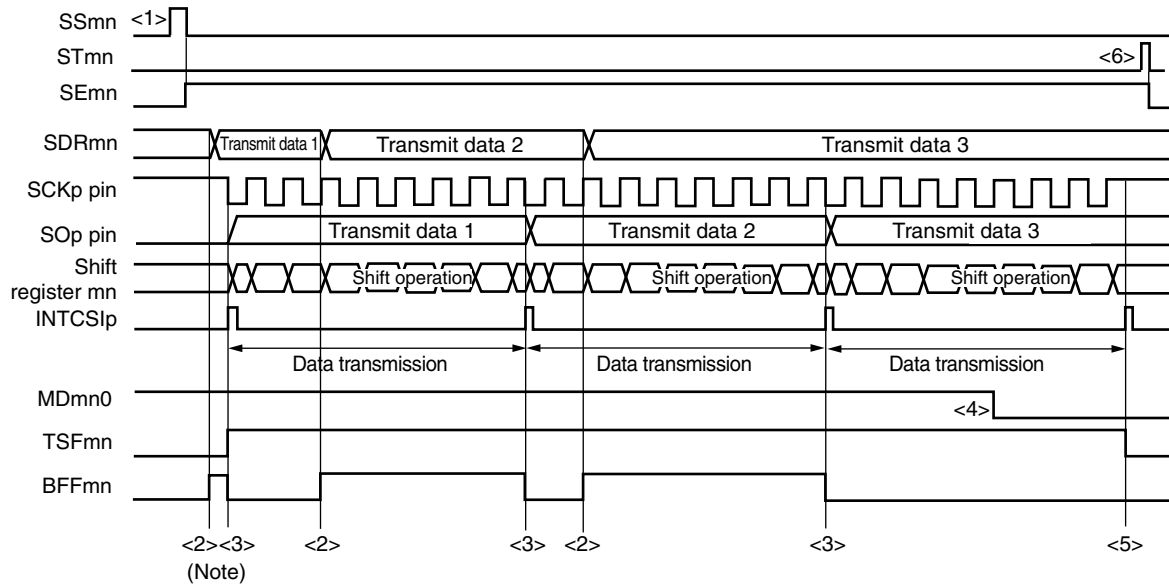 SSmn <1>
STmn <6>
SEmn
SDRmn Transmit data 1 Transmit data 2 Transmit data 3
SCKp pin
SOp pin Transmit data 1 Transmit data 2 Transmit data 3
Shift
register mn Shift operation Shift operation Shift operation
INTCSIp
Data transmission Data transmission Data transmission
MDmn0 <4>
TSFmn
BFFmn
<2> <3> <2> <3> <2> <3> <5>
(Note)